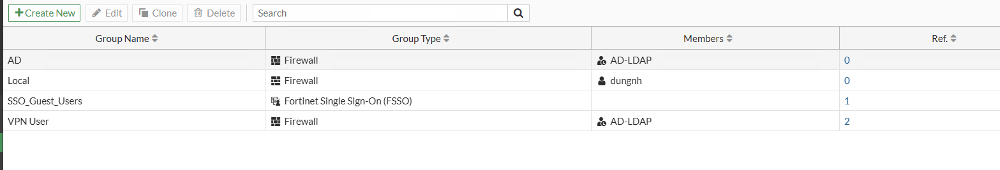 Create New Edit Clone Delete Search
Group Name Group Type Members Ref.
AD Firewall AD-LDAP 0
Local Firewall dungnh 0
SSO_Guest_Users Fortinet Single Sign-On (FSSO) 1
VPN User Firewall AD-LDAP 2